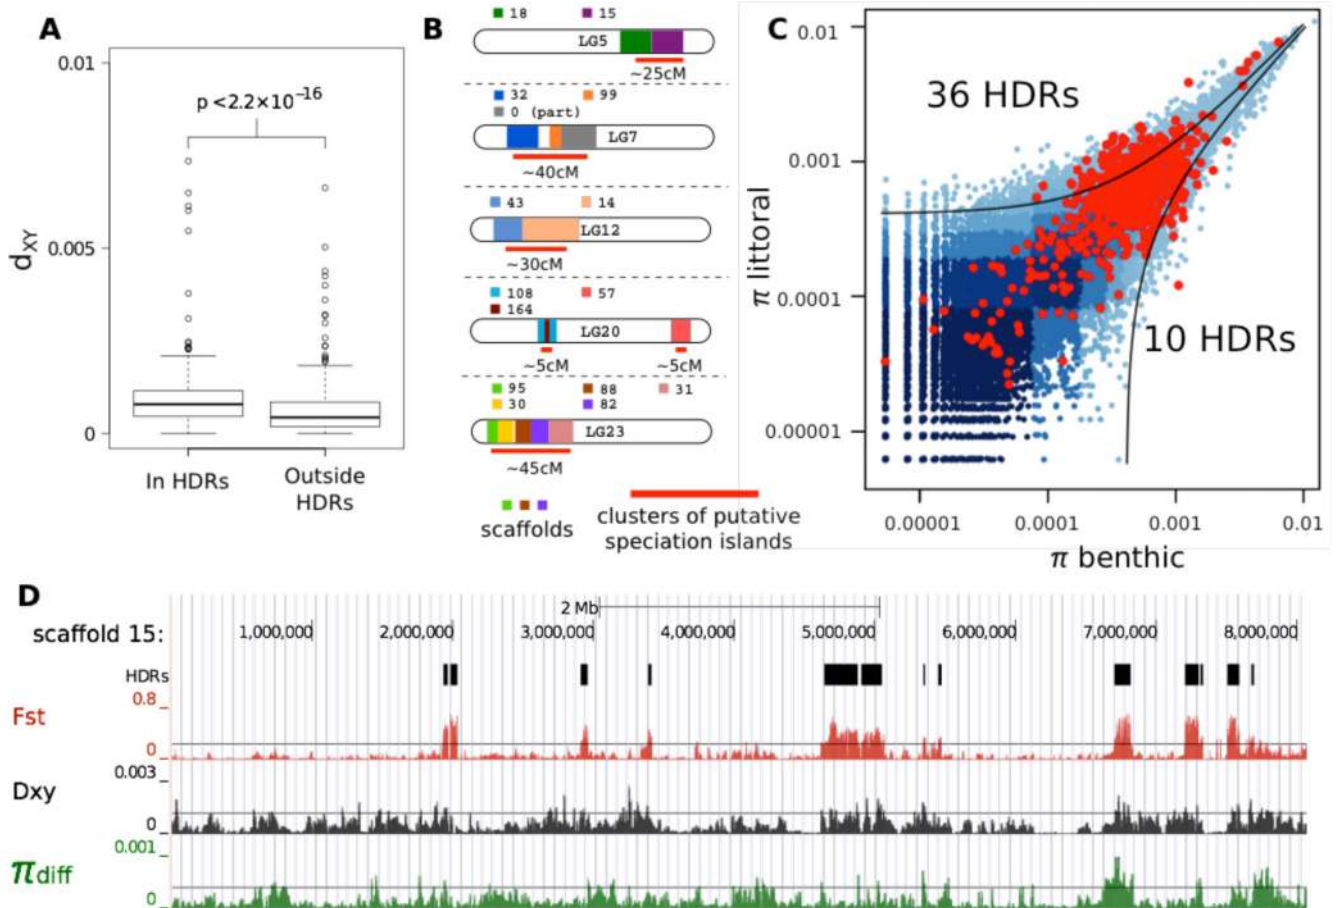 A
0.01
p <2.2×10⁻¹⁶
dXY
0.005
0
In HDRs
Outside
HDRs
B
18 15
LG5
~25cM
32 99
0 (part)
LG7
~40cM
43 14
LG12
~30cM
108 57
164
LG20
~5cM ~5cM
95 88 31
30 82
LG23
~45cM
scaffolds
clusters of putative
speciation islands
C
0.01
36 HDRs
0.001
π littoral
0.0001
10 HDRs
0.00001
0.00001 0.0001 0.001 0.01
π benthic
D
2 Mb
scaffold 15: 1,000,000 2,000,000 3,000,000 4,000,000 5,000,000 6,000,000 7,000,000 8,000,000
HDRs
0.8
Fst
0
0.003
Dxy
0
0.001
πdiff
0